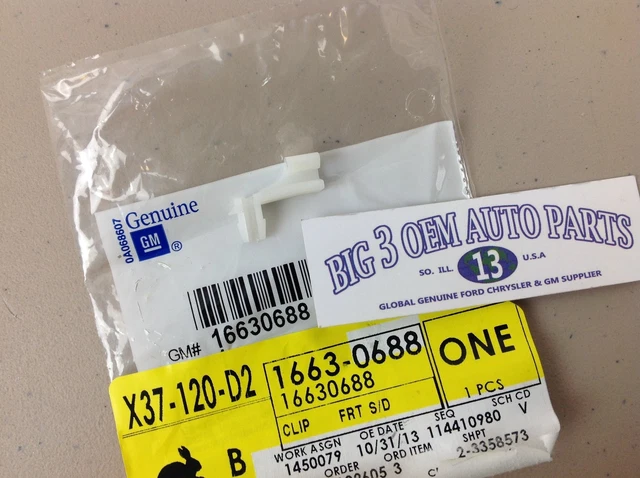 0A068607
Genuine
GM ®
16630688
GM#
BIG 3 OEM AUTO PARTS
SO. ILL. 13 U.S.A
GLOBAL GENUINE FORD CHRYSLER & GM SUPPLIER
X37-120-D2
1663-0688
16630688
CLIP FRT S/D
ONE
1 PCS
B
WORK ASGN OE DATE SEQ SCH CD
1450079 10/31/13 114410980 V
ORDER ORD ITEM SHPT
2-3358573